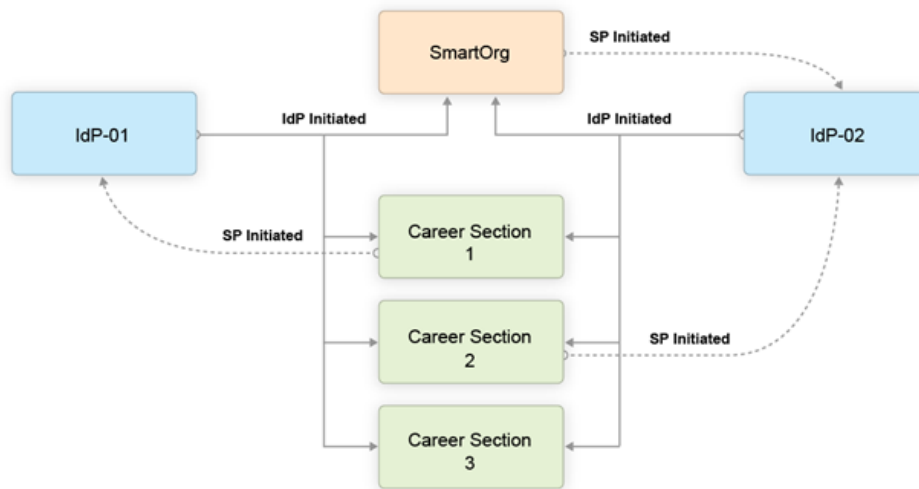 SP Initiated
SmartOrg
IdP-01
IdP Initiated
IdP Initiated
IdP-02
SP Initiated
Career Section
1
Career Section
2
SP Initiated
Career Section
3